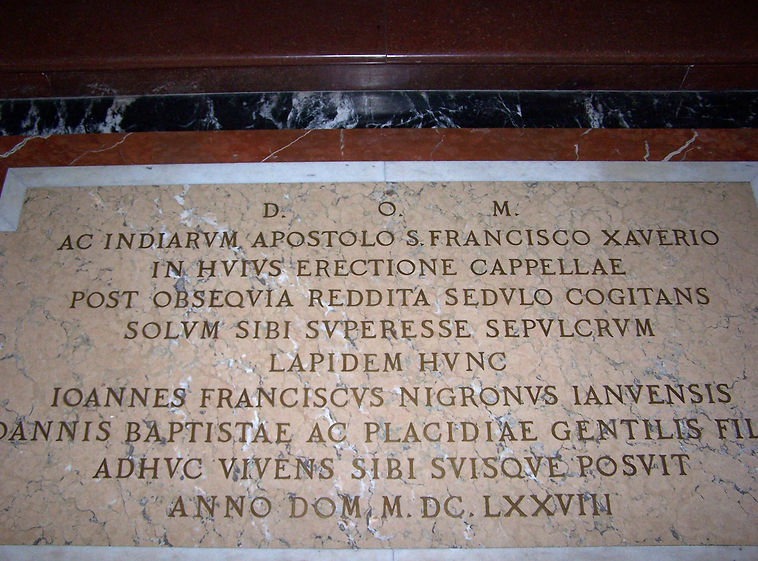 D. O. M.
AC INDIARVM APOSTOLO S. FRANCISCO XAVERIO
IN HVIVS ERECTIONE CAPPELLAE
POST OBSEQVIA REDDITA SEDVLO COGITANS
SOLVM SIBI SVPERESSE SEPVLCRVM
LAPIDEM HVNC
IOANNES FRANCISCVS NIGRONVS IANVENSIS
OANNIS BAPTISTAE AC PLACIDIAE GENTILIS FIL
ADHVC VIVENS SIBI SVISQVE POSVIT
ANNO DOM M. DC. LXXVIII